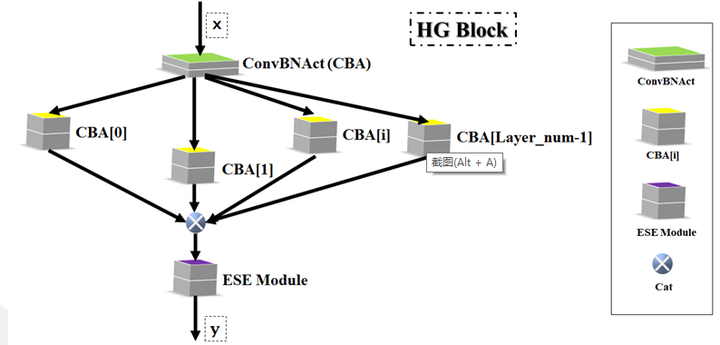 x
HG Block
ConvBNAct (CBA)
CBA[0]
CBA[1]
CBA[i]
CBA[Layer_num-1]
截图(Alt + A)
ESE Module
y
ConvBNAct
CBA[i]
ESE Module
Cat